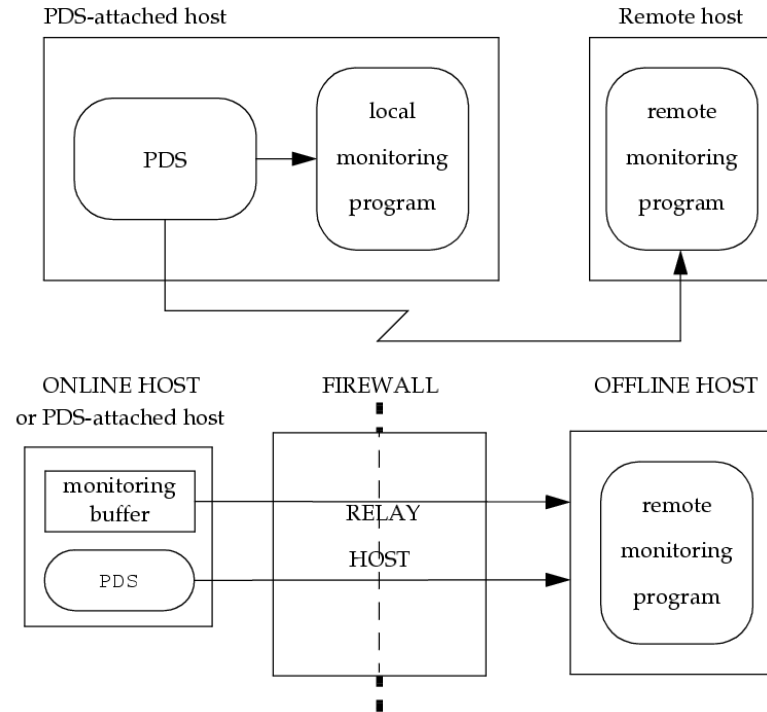 PDS-attached host
Remote host
PDS
local
monitoring
program
remote
monitoring
program
ONLINE HOST
or PDS-attached host
FIREWALL
OFFLINE HOST
monitoring
buffer
PDS
RELAY
HOST
remote
monitoring
program